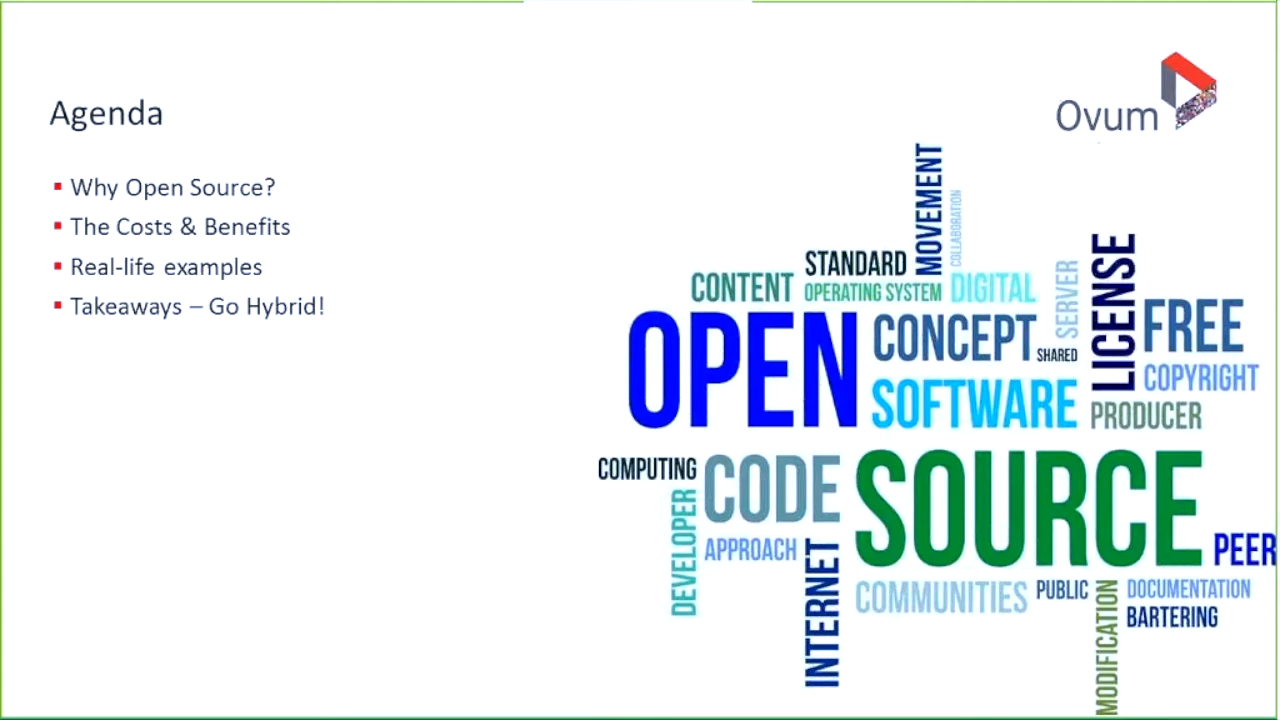 Agenda
Ovum
Why Open Source?
The Costs & Benefits
Real-life examples
Takeaways – Go Hybrid!
MOVEMENT
COLLABORATION
STANDARD
CONTENT
OPERATING SYSTEM
DIGITAL
SERVER
LICENSE
FREE
OPEN
CONCEPT
SHARED
COPYRIGHT
SOFTWARE
PRODUCER
COMPUTING
CODE
SOURCE
DEVELOPER
APPROACH
INTERNET
PEER
COMMUNITIES
PUBLIC
DOCUMENTATION
MODIFICATION
BARTERING